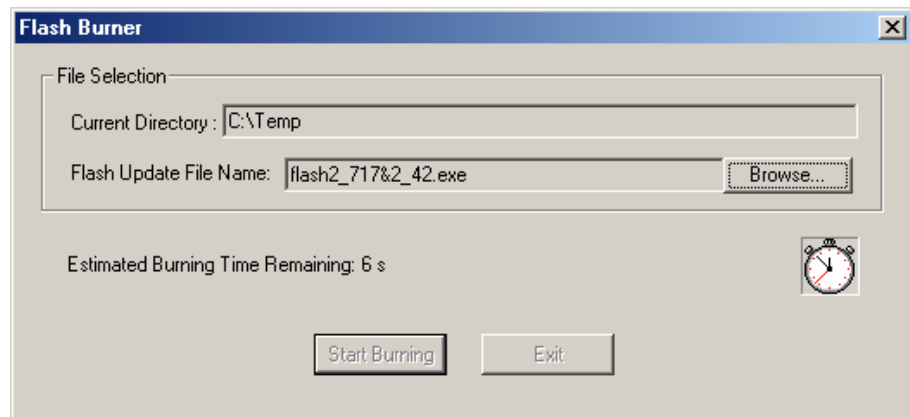 Flash Burner
File Selection
Current Directory : C:\Temp
Flash Update File Name: flash2_717&2_42.exe Browse...
Estimated Burning Time Remaining: 6 s
Start Burning Exit